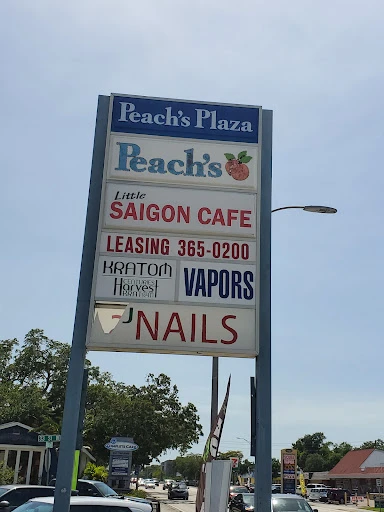 Peach's Plaza
Peach's
Little
SAIGON CAFE
LEASING 365-0200
KRATOM
Harvest
VAPORS
NAILS